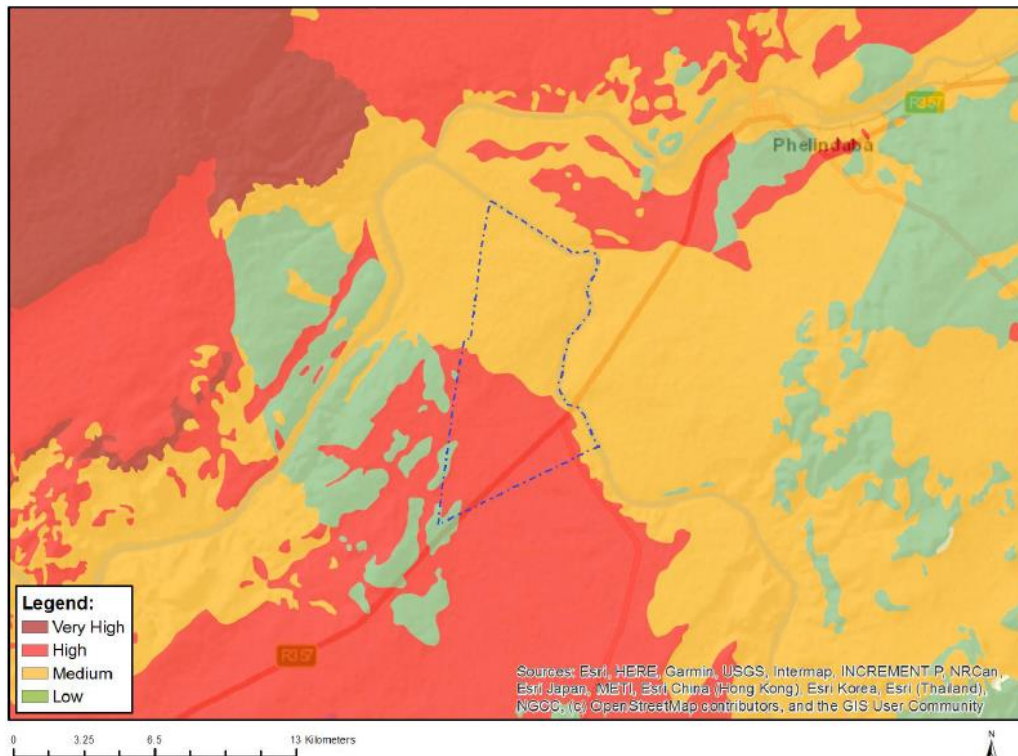 R357
Phelindaba
Legend:
Very High
High
Medium
Low
R357
Sources: Esri, HERE, Garmin, USGS, Intermap, INCREMENT P, NRCan,
Esri Japan, METI, Esri China (Hong Kong), Esri Korea, Esri (Thailand),
NGCC, (c) OpenStreetMap contributors, and the GIS User Community
0 3.25 6.5 13 Kilometers
N